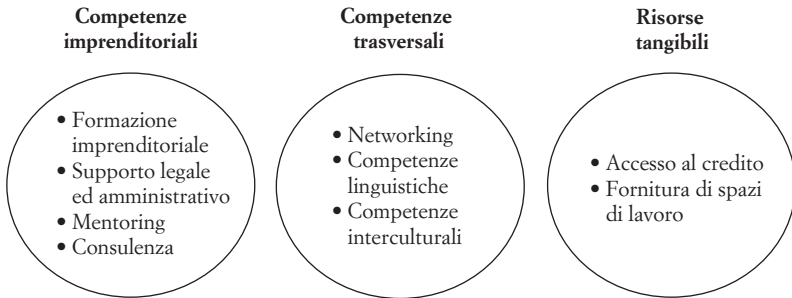 Competenze
imprenditoriali
• Formazione
imprenditoriale
• Supporto legale
ed amministrativo
• Mentoring
• Consulenza
Competenze
trasversali
• Networking
• Competenze
linguistiche
• Competenze
interculturali
Risorse
tangibili
• Accesso al credito
• Fornitura di spazi
di lavoro